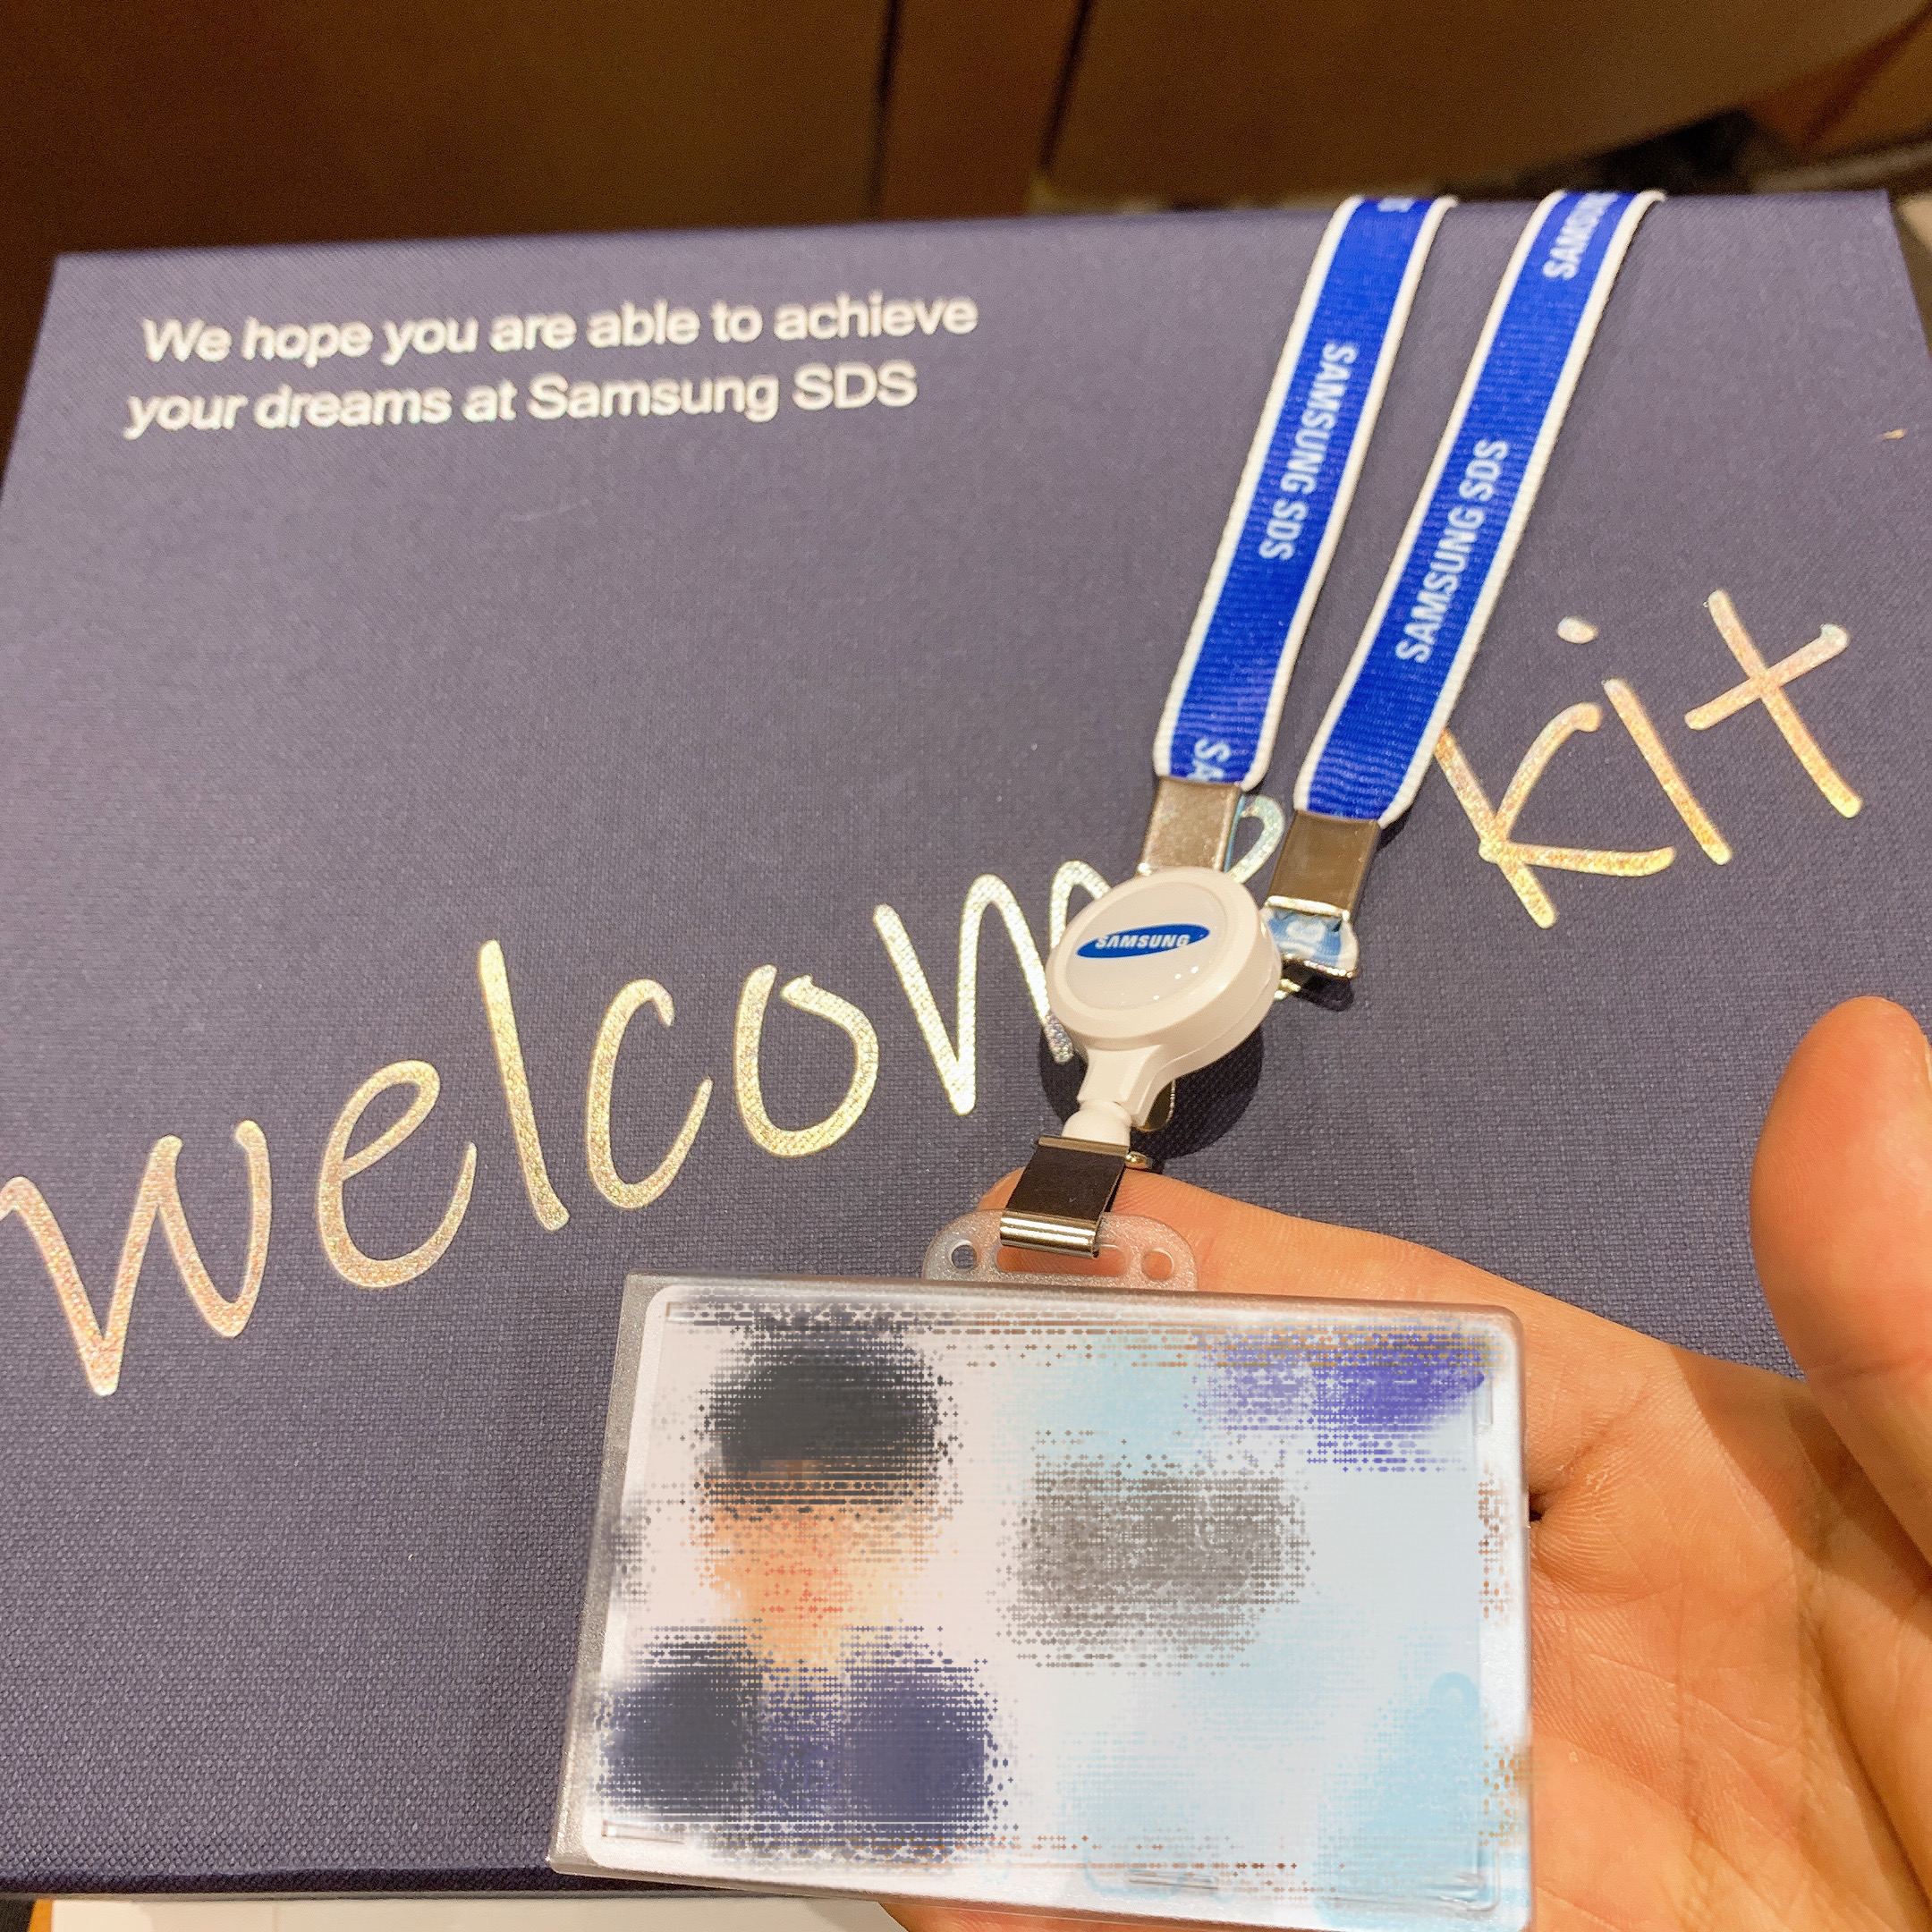 We hope you are able to achieve
your dreams at Samsung SDS
SAMSUNG SDS
SAMSUNG SDS
SAMSUNG
welcome kit
SAMSUNG